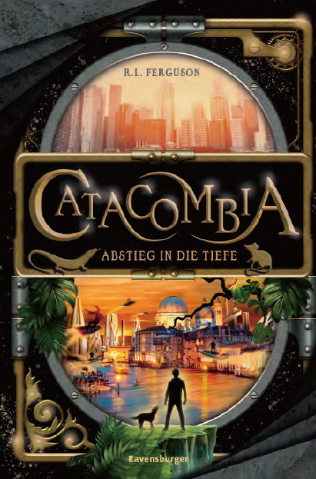 R.L. FERGUSON
CATACOMBIA
ABSTIEG IN DIE TIEFE
Ravensburger